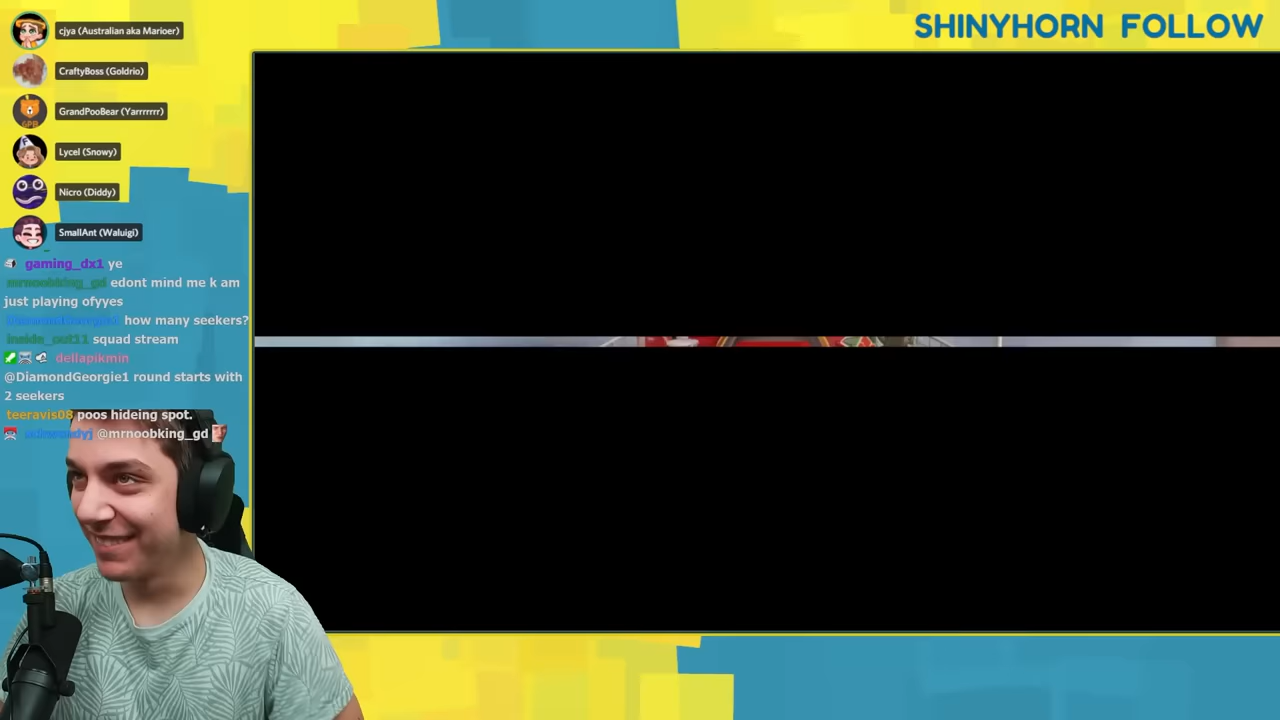 SHINYHORN FOLLOW
cjya (Australian aka Marioer)
CraftyBoss (Goldrio)
GrandPooBear (Yarrrrrrr)
Lycel (Snowy)
Nicro (Diddy)
SmallAnt (Waluigi)
gaming_dx1 ye
mrnoobking_gd edont mind me k am
just playing ofyyes
how many seekers?
inside_out11 squad stream
dellapikmin
@DiamondGeorgie1 round starts with
2 seekers
teeravis08 poos hideing spot.
@mrnoobking_gd